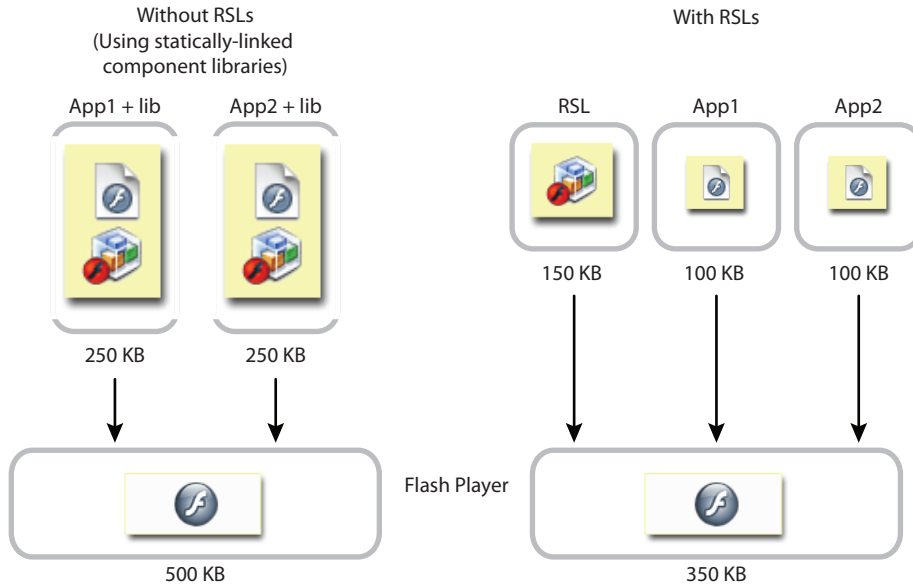 Without RSLs
(Using statically-linked
component libraries)
App1 + lib
App2 + lib
250 KB
250 KB
500 KB
Flash Player
With RSLs
RSL
App1
App2
150 KB
100 KB
100 KB
350 KB